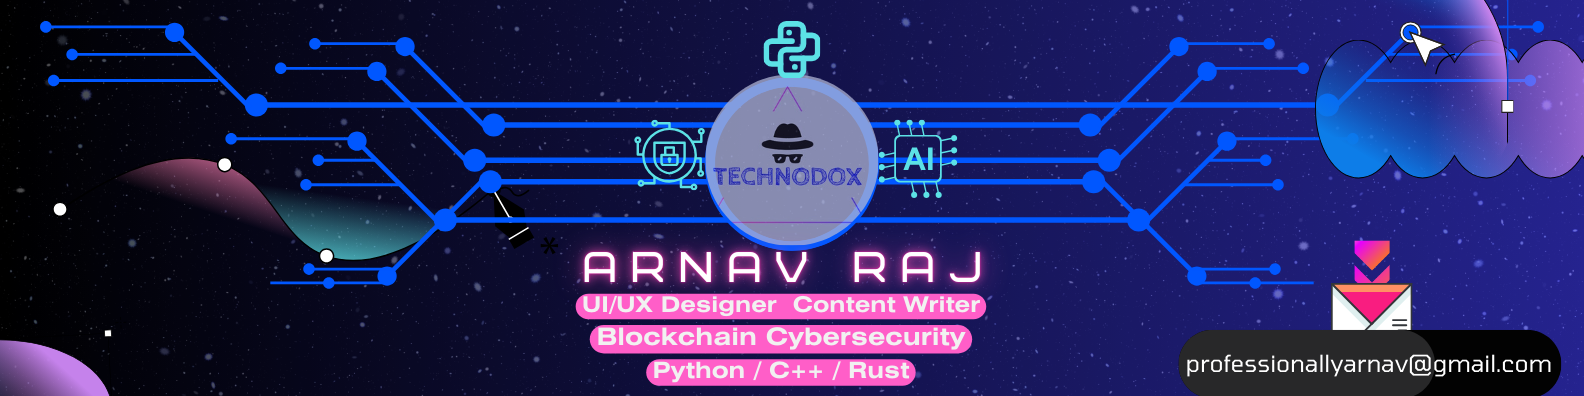 AI
TECHNODOX
ARNAV RAJ
UI/UX Designer Content Writer
Blockchain Cybersecurity
Python / C++ / Rust
professionallyarnav@gmail.com